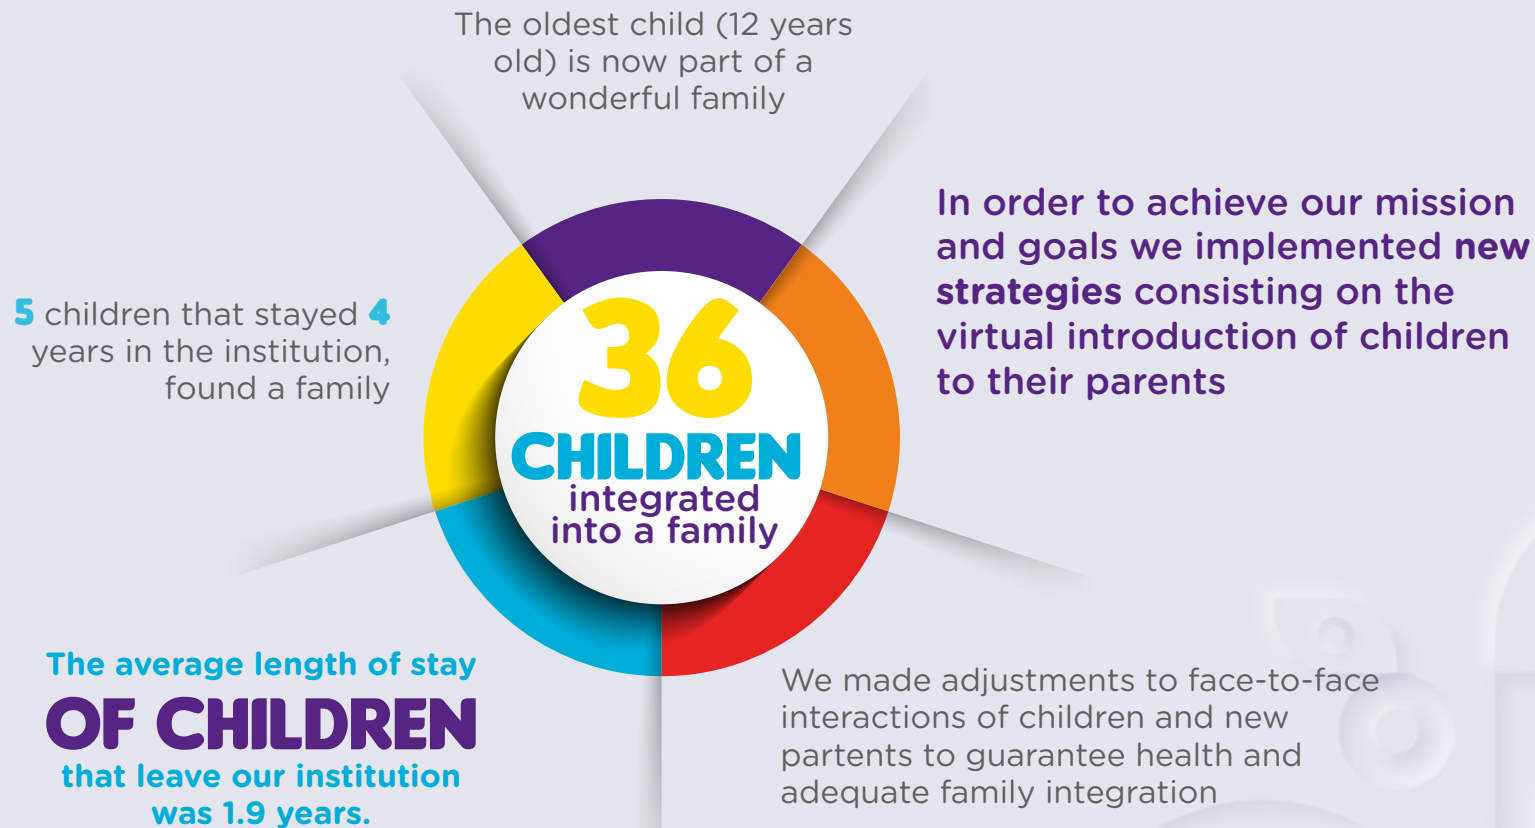 The oldest child (12 years
old) is now part of a
wonderful family
In order to achieve our mission
and goals we implemented new
strategies consisting on the
virtual introduction of children
to their parents
5 children that stayed 4
years in the institution,
found a family
36
CHILDREN
integrated
into a family
The average length of stay
OF CHILDREN
that leave our institution
was 1.9 years.
We made adjustments to face-to-face
interactions of children and new
partents to guarantee health and
adequate family integration